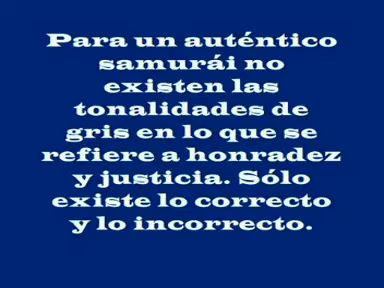 Para un auténtico
samurái no
existen las
tonalidades de
gris en lo que se
refiere a honradez
y justicia. Sólo
existe lo correcto
y lo incorrecto.